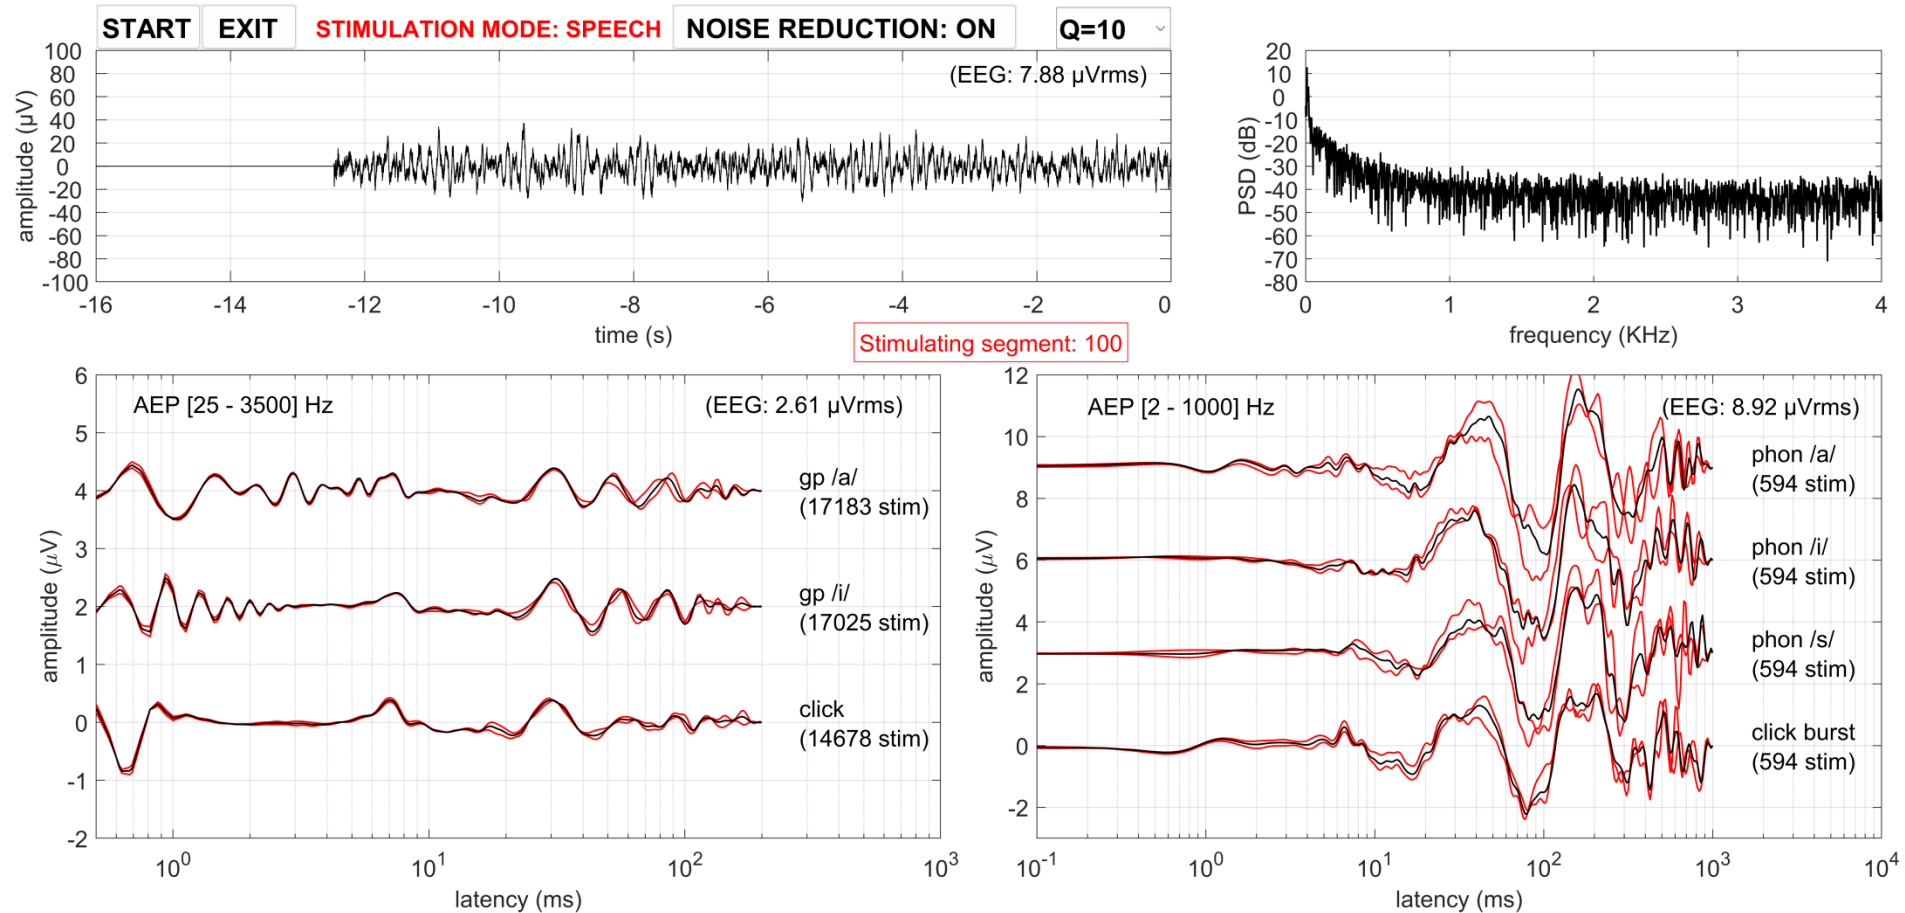 START EXIT STIMULATION MODE: SPEECH NOISE REDUCTION: ON Q=10
100
80
60
40
20
0
-20
-40
-60
-80
-100
amplitude (µV)
(EEG: 7.88 µVrms)
-16 -14 -12 -10 -8 -6 -4 -2 0
time (s)
20
10
0
-10
-20
-30
-40
-50
-60
-70
-80
PSD (dB)
0 1 2 3 4
frequency (KHz)
Stimulating segment: 100
6
5
4
3
2
1
0
-1
-2
amplitude (µV)
AEP [25 - 3500] Hz (EEG: 2.61 µVrms)
gp /a/
(17183 stim)
gp /i/
(17025 stim)
click
(14678 stim)
10^0 10^1 10^2 10^3
latency (ms)
12
10
8
6
4
2
0
-2
amplitude (µV)
AEP [2 - 1000] Hz (EEG: 8.92 µVrms)
phon /a/
(594 stim)
phon /i/
(594 stim)
phon /s/
(594 stim)
click burst
(594 stim)
10^-1 10^0 10^1 10^2 10^3 10^4
latency (ms)